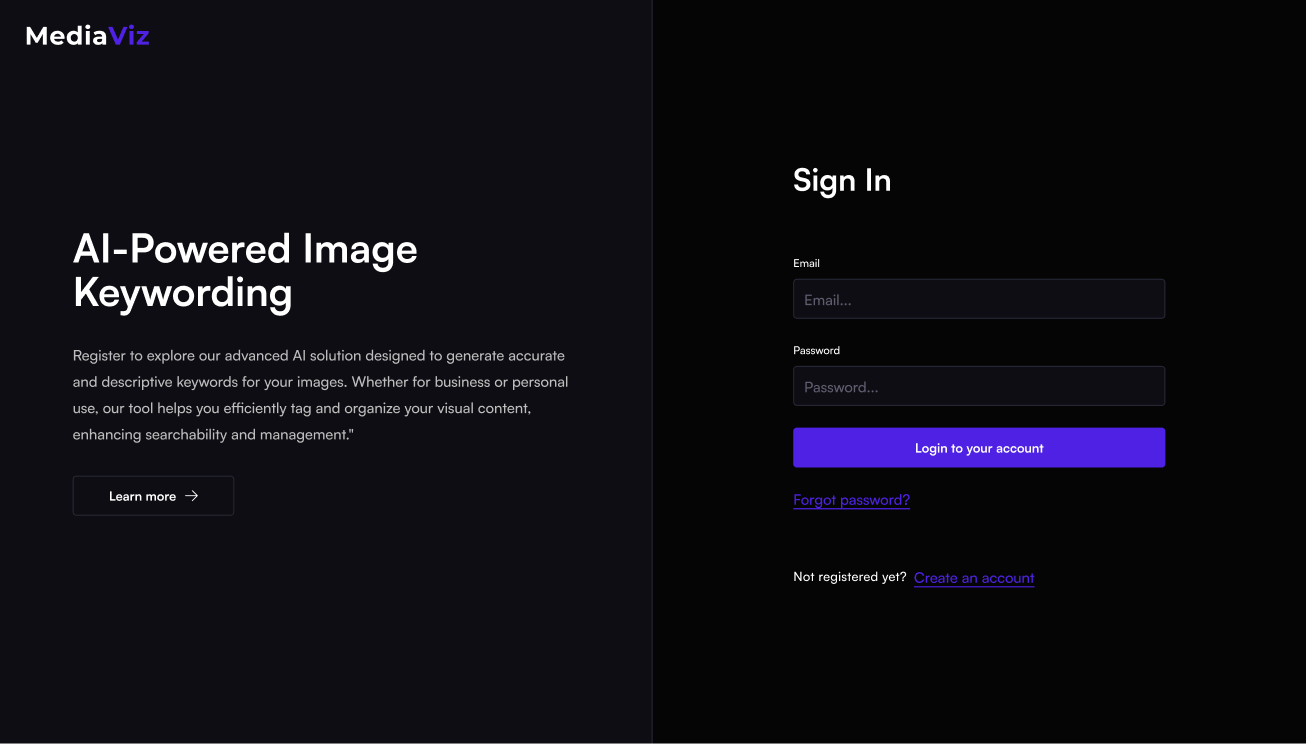 MediaViz
AI-Powered Image
Keywording
Register to explore our advanced AI solution designed to generate accurate
and descriptive keywords for your images. Whether for business or personal
use, our tool helps you efficiently tag and organize your visual content,
enhancing searchability and management."
Learn more
Sign In
Email
Email...
Password
Password...
Login to your account
Forgot password?
Not registered yet? Create an account